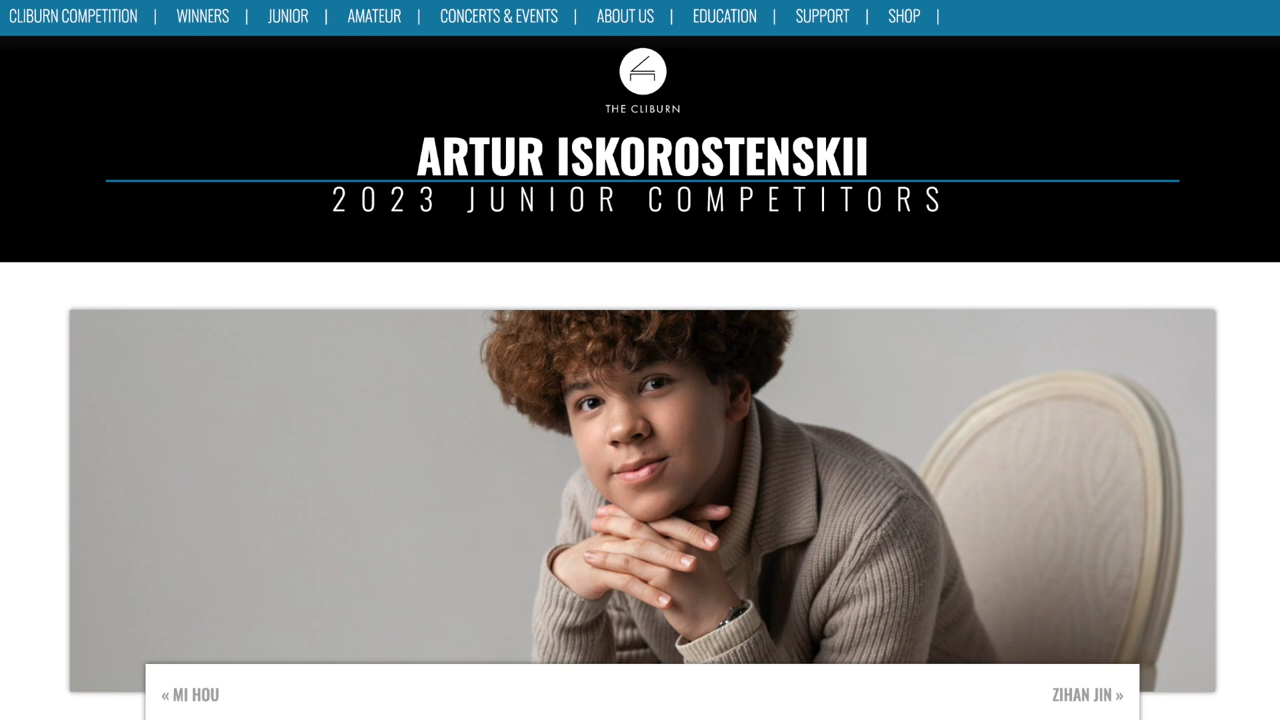 CLIBURN COMPETITION | WINNERS | JUNIOR | AMATEUR | CONCERTS & EVENTS | ABOUT US | EDUCATION | SUPPORT | SHOP |
THE CLIBURN
ARTUR ISKOROSTENSKII
2023 JUNIOR COMPETITORS
« MI HOU
ZIHAN JIN »